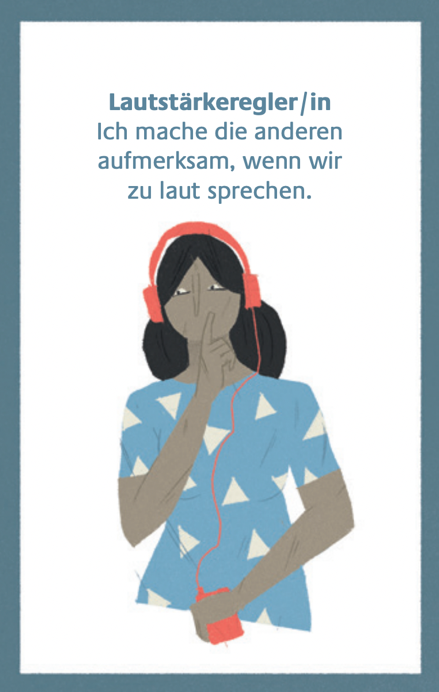 Lautstärkeregler/in
Ich mache die anderen
aufmerksam, wenn wir
zu laut sprechen.